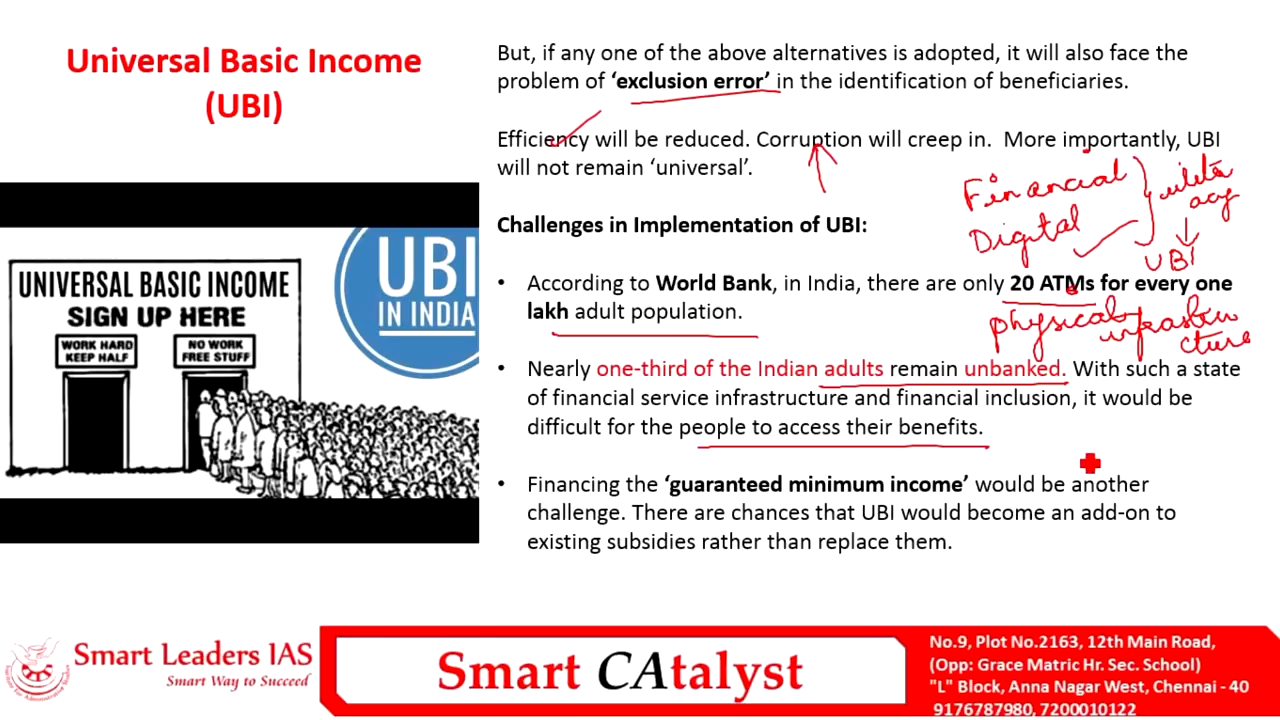 Universal Basic Income
(UBI)
But, if any one of the above alternatives is adopted, it will also face the
problem of ‘exclusion error’ in the identification of beneficiaries.
Efficiency will be reduced. Corruption will creep in. More importantly, UBI
will not remain ‘universal’.
Financial
Digital
illiter
acy
UBI
Challenges in Implementation of UBI:
• According to World Bank, in India, there are only 20 ATMs for every one
lakh adult population.
physical infrastru
cture
• Nearly one-third of the Indian adults remain unbanked. With such a state
of financial service infrastructure and financial inclusion, it would be
difficult for the people to access their benefits.
• Financing the ‘guaranteed minimum income’ would be another
challenge. There are chances that UBI would become an add-on to
existing subsidies rather than replace them.
UNIVERSAL BASIC INCOME
SIGN UP HERE
WORK HARD
KEEP HALF
NO WORK
FREE STUFF
UBI
IN INDIA
Smart Leaders IAS
Smart Way to Succeed
Smart CAtalyst
No.9, Plot No.2163, 12th Main Road,
(Opp: Grace Matric Hr. Sec. School)
"L" Block, Anna Nagar West, Chennai - 40
9176787980, 7200010122